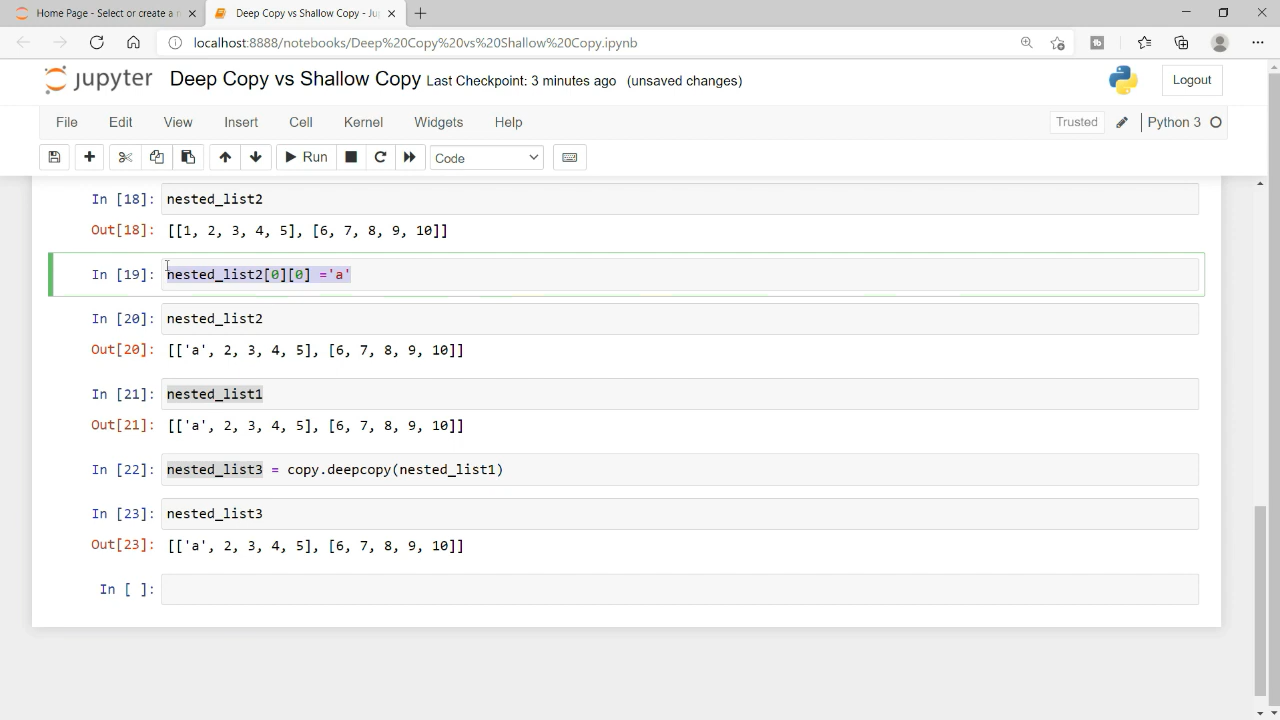 Home Page - Select or create a n
Deep Copy vs Shallow Copy - Ju
localhost:8888/notebooks/Deep%20Copy%20vs%20Shallow%20Copy.ipynb
jupyter Deep Copy vs Shallow Copy Last Checkpoint: 3 minutes ago (unsaved changes)
Logout
File Edit View Insert Cell Kernel Widgets Help
Trusted
Python 3
Run
Code
In [18]: nested_list2
Out[18]: [[1, 2, 3, 4, 5], [6, 7, 8, 9, 10]]
In [19]: nested_list2[0][0] ='a'
In [20]: nested_list2
Out[20]: [['a', 2, 3, 4, 5], [6, 7, 8, 9, 10]]
In [21]: nested_list1
Out[21]: [['a', 2, 3, 4, 5], [6, 7, 8, 9, 10]]
In [22]: nested_list3 = copy.deepcopy(nested_list1)
In [23]: nested_list3
Out[23]: [['a', 2, 3, 4, 5], [6, 7, 8, 9, 10]]
In [ ]: